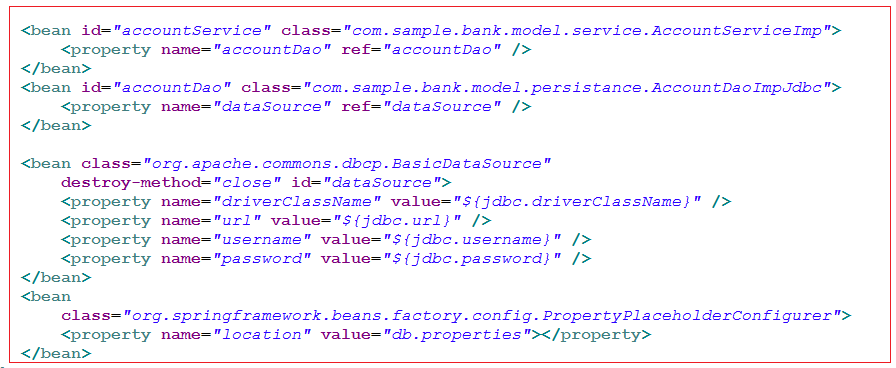 <bean id="accountService" class="com.sample.bank.model.service.AccountServiceImp">
<property name="accountDao" ref="accountDao" />
</bean>
<bean id="accountDao" class="com.sample.bank.model.persistance.AccountDaoImpJdbc">
<property name="dataSource" ref="dataSource" />
</bean>
<bean class="org.apache.commons.dbcp.BasicDataSource"
destroy-method="close" id="dataSource">
<property name="driverClassName" value="${jdbc.driverClassName}" />
<property name="url" value="${jdbc.url}" />
<property name="username" value="${jdbc.username}" />
<property name="password" value="${jdbc.password}" />
</bean>
<bean
class="org.springframework.beans.factory.config.PropertyPlaceholderConfigurer">
<property name="location" value="db.properties"></property>
</bean>